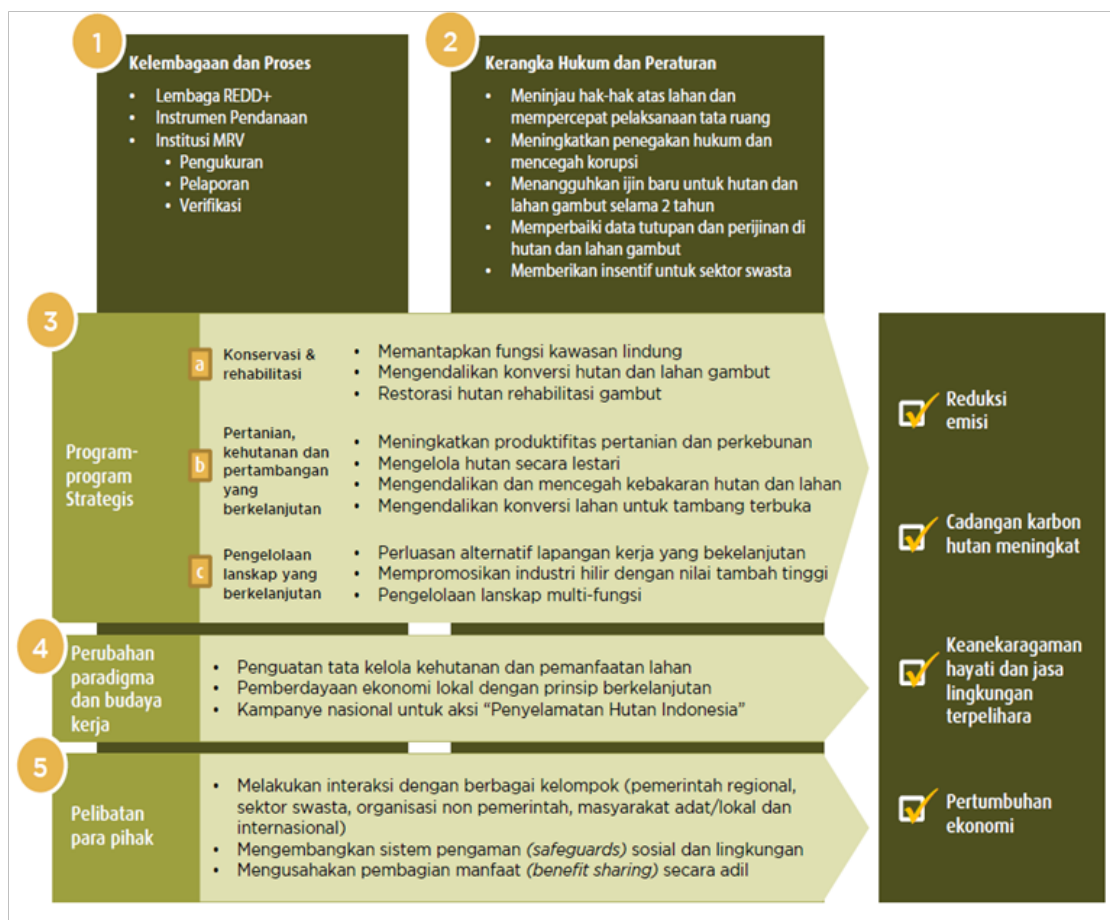 1
Kelembagaan dan Proses
• Lembaga REDD+
• Instrumen Pendanaan
• Institusi MRV
• Pengukuran
• Pelaporan
• Verifikasi
2
Kerangka Hukum dan Peraturan
• Meninjau hak-hak atas lahan dan
mempercepat pelaksanaan tata ruang
• Meningkatkan penegakan hukum dan
mencegah korupsi
• Menangguhkan ijin baru untuk hutan dan
lahan gambut selama 2 tahun
• Memperbaiki data tutupan dan perijinan di
hutan dan lahan gambut
• Memberikan insentif untuk sektor swasta
3
Program-
program
Strategis
a
Konservasi &
rehabilitasi
• Memantapkan fungsi kawasan lindung
• Mengendalikan konversi hutan dan lahan gambut
• Restorasi hutan rehabilitasi gambut
b
Pertanian,
kehutanan dan
pertambangan
yang
berkelanjutan
• Meningkatkan produktifitas pertanian dan perkebunan
• Mengelola hutan secara lestari
• Mengendalikan dan mencegah kebakaran hutan dan lahan
• Mengendalikan konversi lahan untuk tambang terbuka
c
Pengelolaan
lanskap yang
berkelanjutan
• Perluasan alternatif lapangan kerja yang bekelanjutan
• Mempromosikan industri hilir dengan nilai tambah tinggi
• Pengelolaan lanskap multi-fungsi
4
Perubahan
paradigma
dan budaya
kerja
• Penguatan tata kelola kehutanan dan pemanfaatan lahan
• Pemberdayaan ekonomi lokal dengan prinsip berkelanjutan
• Kampanye nasional untuk aksi “Penyelamatan Hutan Indonesia”
5
Pelibatan
para pihak
• Melakukan interaksi dengan berbagai kelompok (pemerintah regional,
sektor swasta, organisasi non pemerintah, masyarakat adat/lokal dan
internasional)
• Mengembangkan sistem pengaman (safeguards) sosial dan lingkungan
• Mengusahakan pembagian manfaat (benefit sharing) secara adil
Reduksi
emisi
Cadangan karbon
hutan meningkat
Keanekaragaman
hayati dan jasa
lingkungan
terpelihara
Pertumbuhan
ekonomi